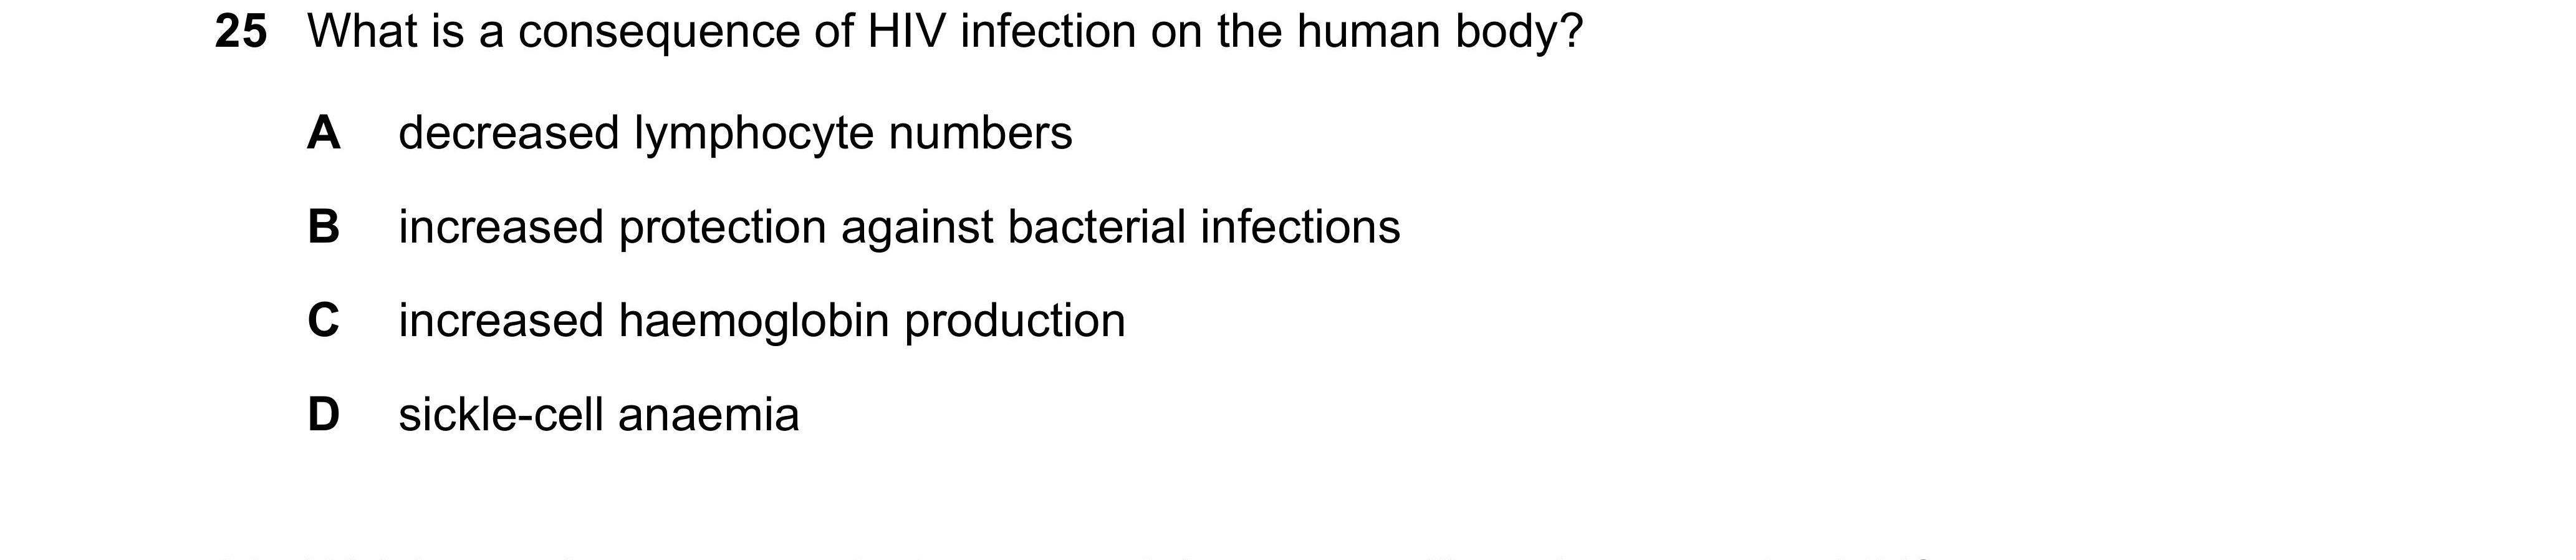 25 What is a consequence of HIV infection on the human body?
A decreased lymphocyte numbers
B increased protection against bacterial infections
C increased haemoglobin production
D sickle-cell anaemia